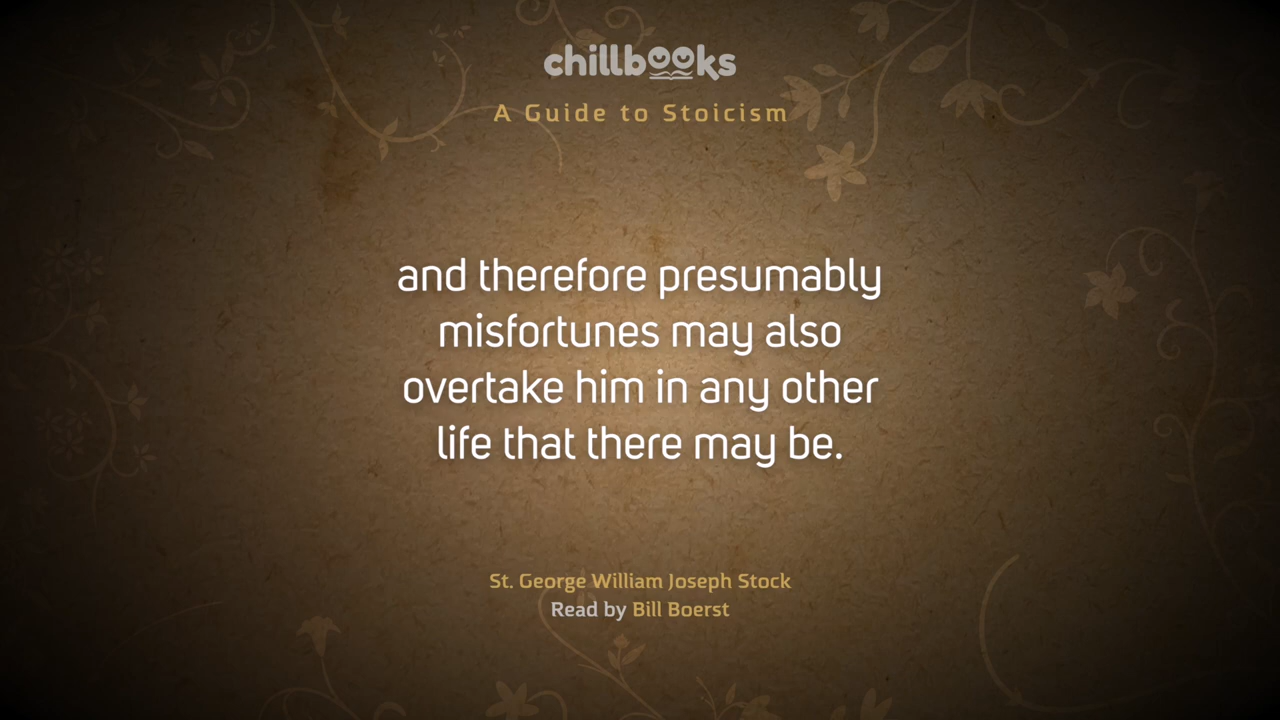 chillbooks
A Guide to Stoicism
and therefore presumably
misfortunes may also
overtake him in any other
life that there may be.
St. George William Joseph Stock
Read by Bill Boerst